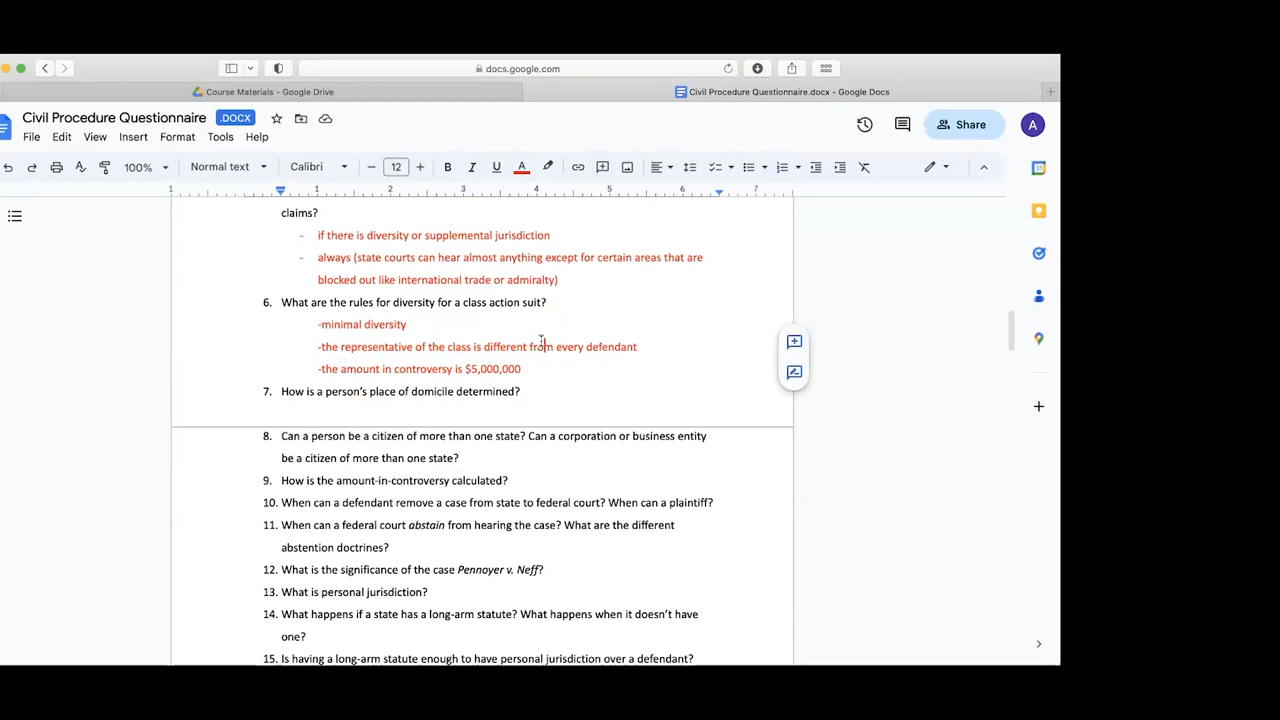 docs.google.com
Course Materials - Google Drive
Civil Procedure Questionnaire.docx - Google Docs
Civil Procedure Questionnaire .DOCX
Share
A
File Edit View Insert Format Tools Help
100% Normal text Calibri 12 B I U A
1 1 2 3 4 5 6 7
claims?
- if there is diversity or supplemental jurisdiction
- always (state courts can hear almost anything except for certain areas that are
blocked out like international trade or admiralty)
6. What are the rules for diversity for a class action suit?
-minimal diversity
-the representative of the class is different from every defendant
-the amount in controversy is $5,000,000
7. How is a person's place of domicile determined?
8. Can a person be a citizen of more than one state? Can a corporation or business entity
be a citizen of more than one state?
9. How is the amount-in-controversy calculated?
10. When can a defendant remove a case from state to federal court? When can a plaintiff?
11. When can a federal court abstain from hearing the case? What are the different
abstention doctrines?
12. What is the significance of the case Pennoyer v. Neff?
13. What is personal jurisdiction?
14. What happens if a state has a long-arm statute? What happens when it doesn't have
one?
15. Is having a long-arm statute enough to have personal jurisdiction over a defendant?